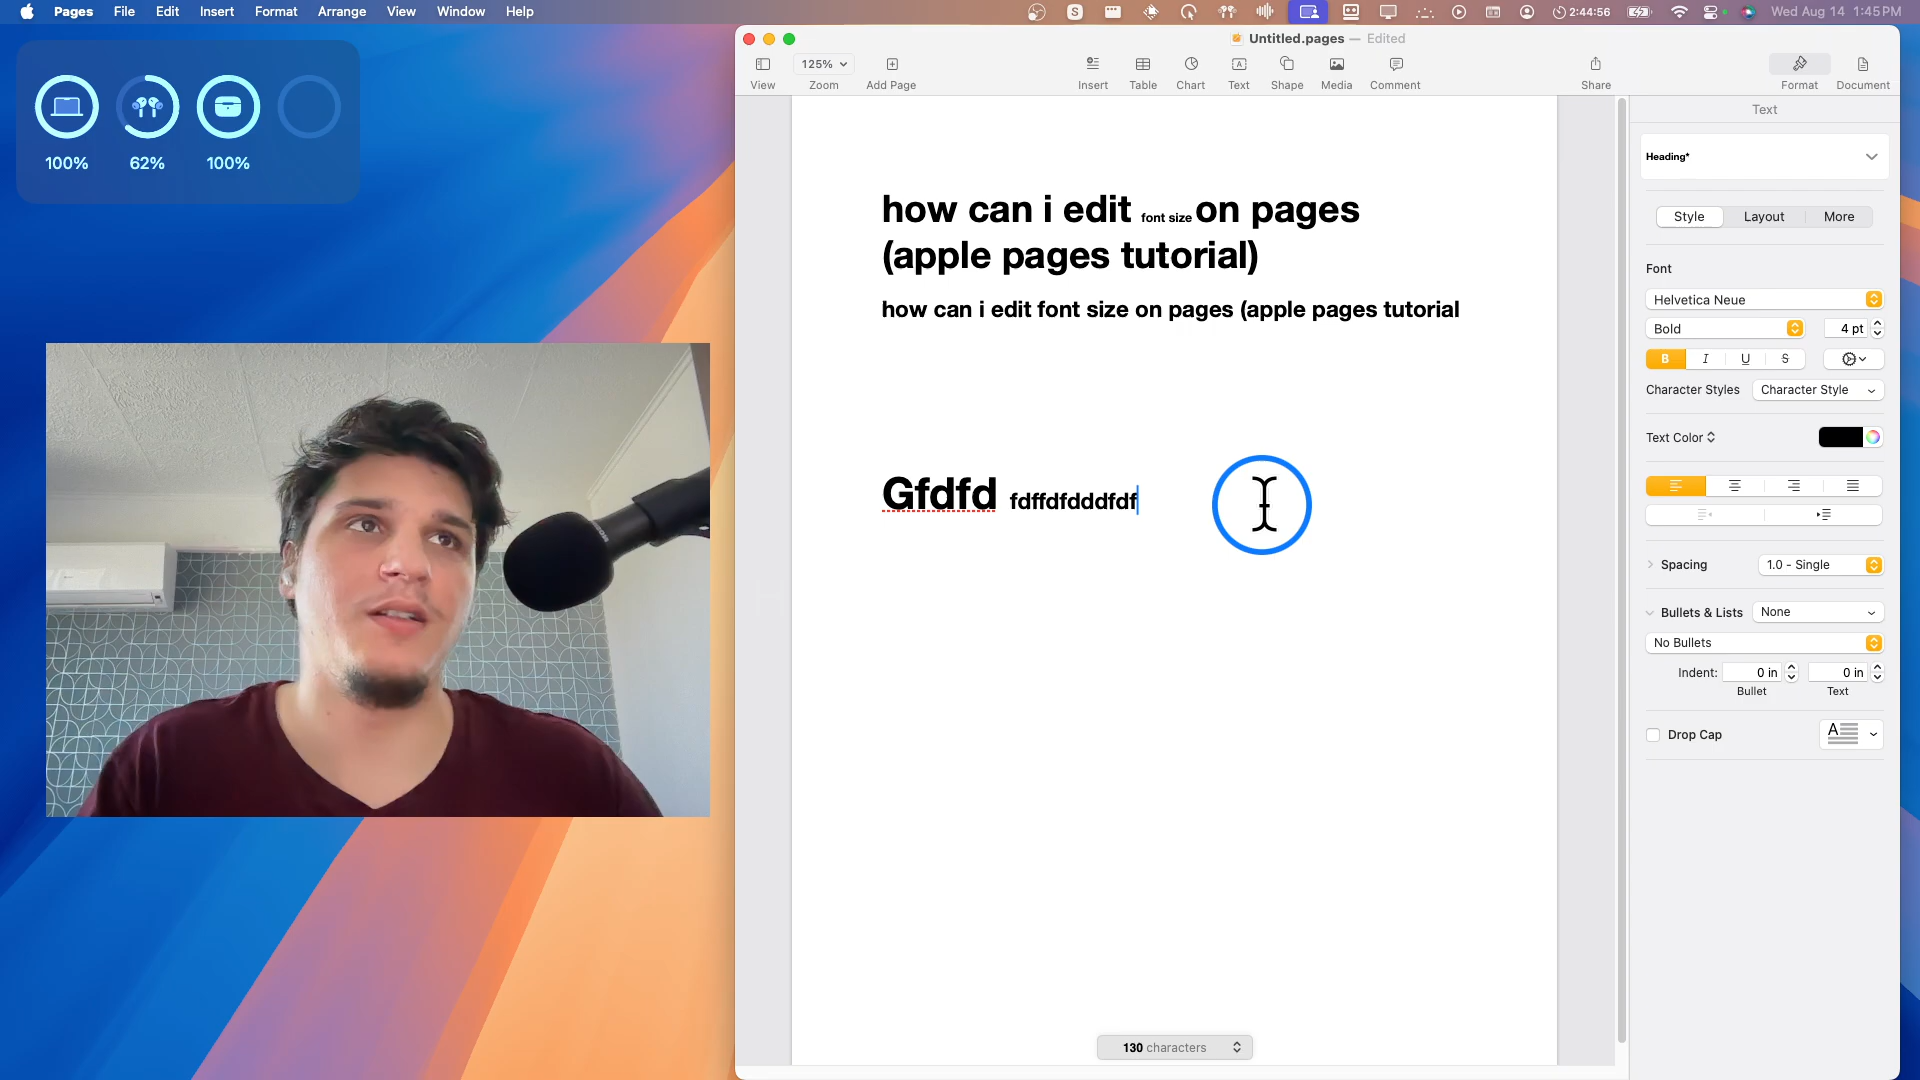 Pages File Edit Insert Format Arrange View Window Help 2:44:56 Wed Aug 14 1:45 PM
100% 62% 100%
Untitled.pages — Edited
125%
View Zoom Add Page Insert Table Chart Text Shape Media Comment Share Format Document
how can i edit font size on pages
(apple pages tutorial)
how can i edit font size on pages (apple pages tutorial
Gfdfd fdffdfdddfdf
130 characters
Text
Heading*
Style Layout More
Font
Helvetica Neue
Bold 4 pt
B I U S
Character Styles Character Style
Text Color
Spacing 1.0 - Single
Bullets & Lists None
No Bullets
Indent: 0 in 0 in
Bullet Text
Drop Cap A